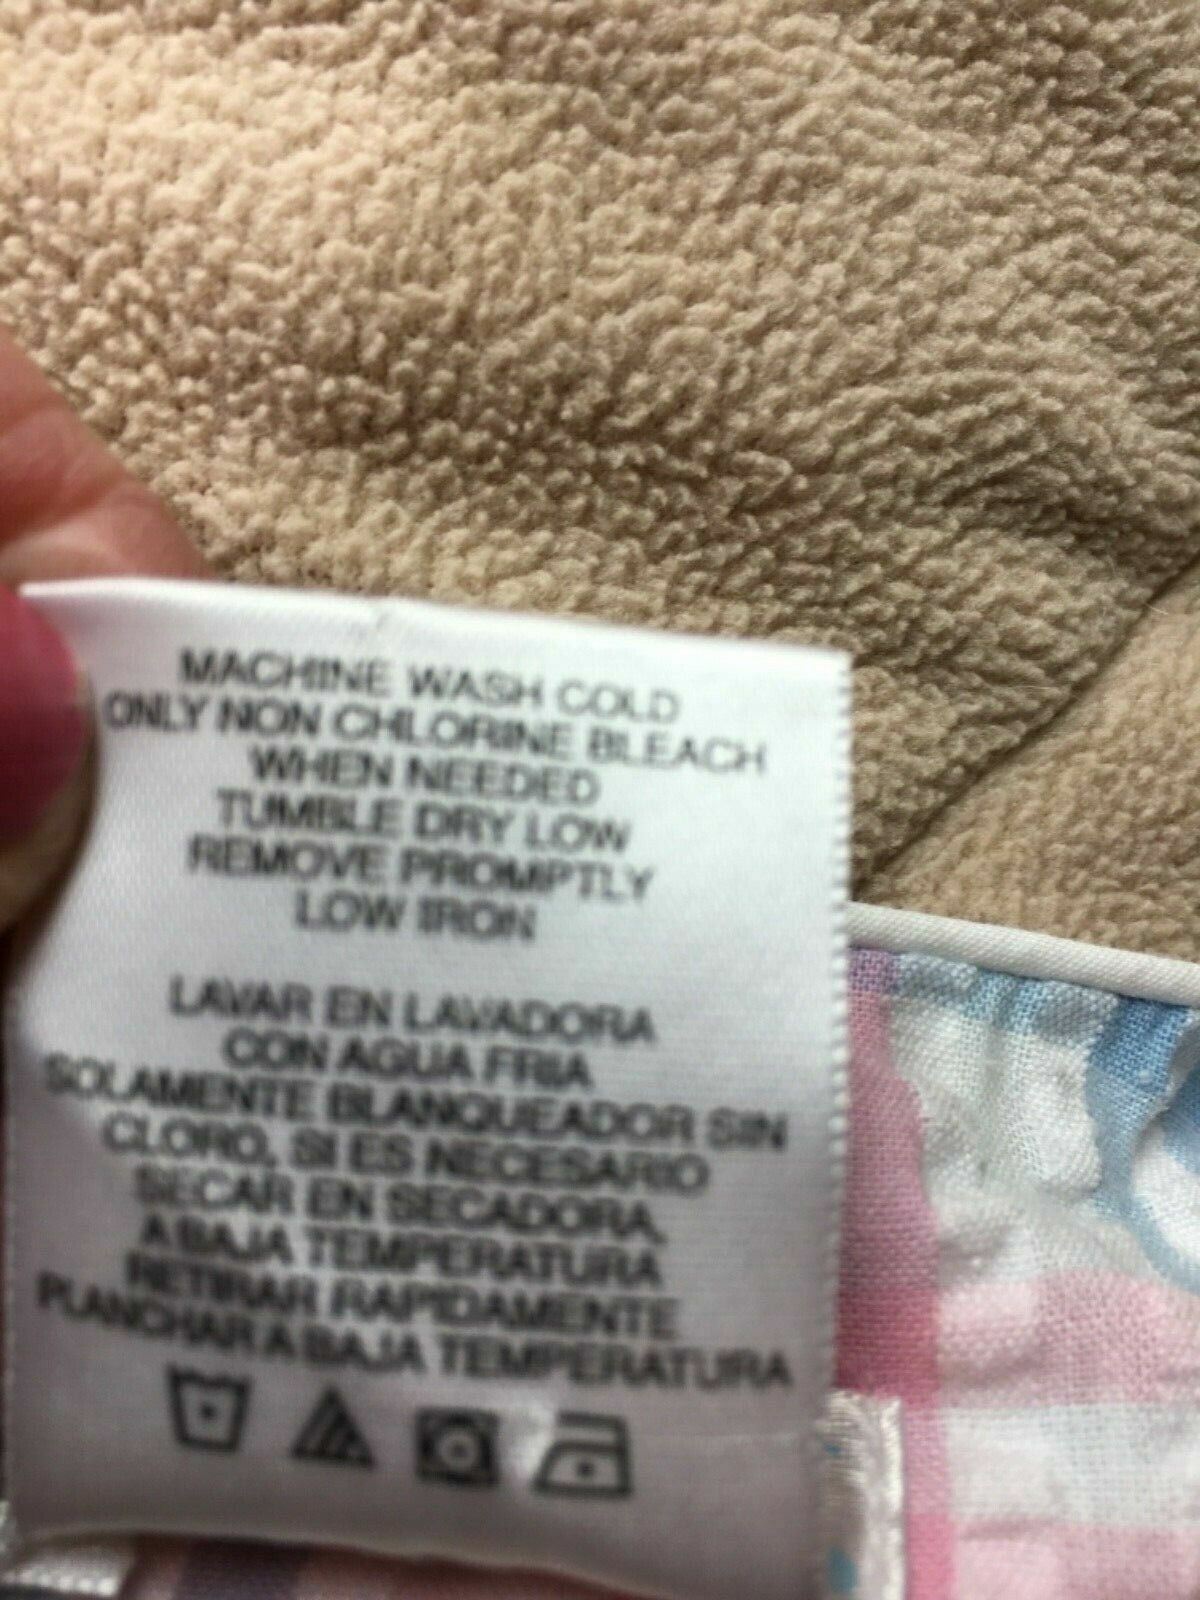 MACHINE WASH COLD
ONLY NON CHLORINE BLEACH
WHEN NEEDED
TUMBLE DRY LOW
REMOVE PROMPTLY
LOW IRON
LAVAR EN LAVADORA
CON AGUA FRIA
SOLAMENTE BLANQUEADOR SIN
CLORO, SI ES NECESARIO
SECAR EN SECADORA,
A BAJA TEMPERATURA
RETIRAR RAPIDAMENTE
PLANCHAR A BAJA TEMPERATURA